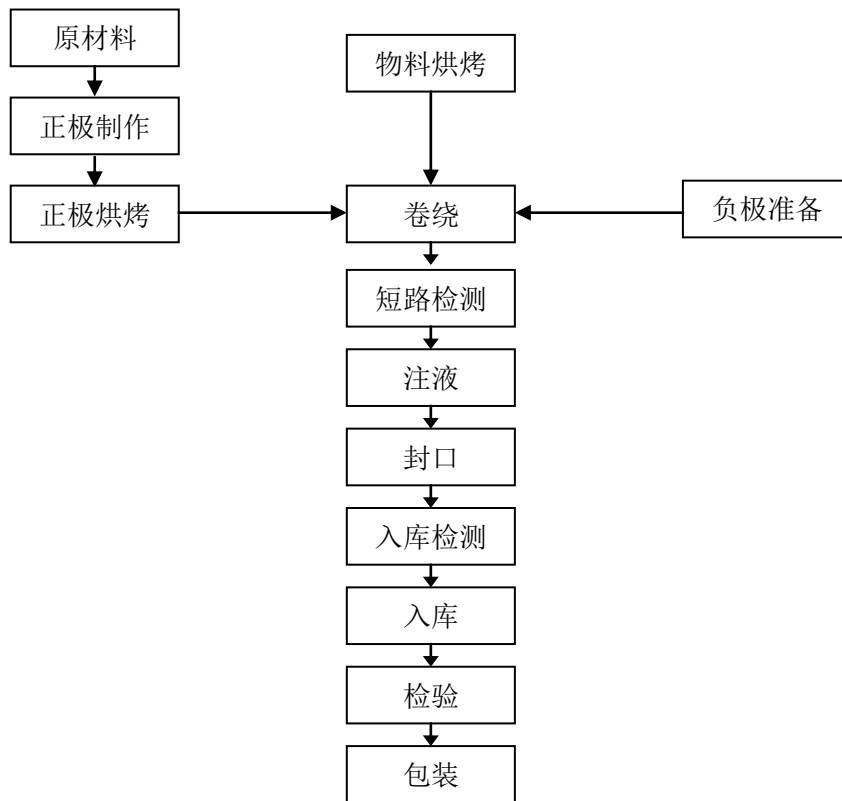 原材料
物料烘烤
正极制作
正极烘烤
卷绕
负极准备
短路检测
注液
封口
入库检测
入库
检验
包装